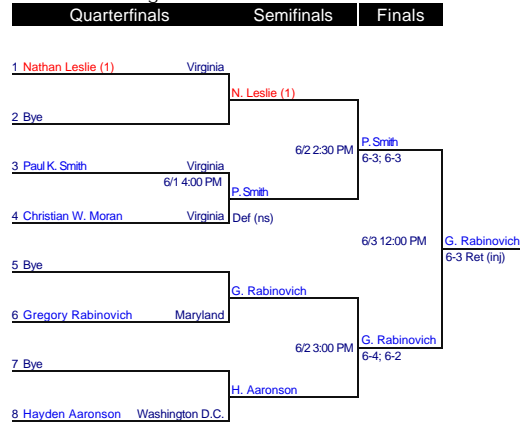 Quarterfinals Semifinals Finals
1 Nathan Leslie (1) Virginia
N. Leslie (1)
2 Bye
6/2 2:30 PM P. Smith
6-3; 6-3
3 Paul K. Smith Virginia
6/1 4:00 PM P. Smith
4 Christian W. Moran Virginia Def (ns)
6/3 12:00 PM G. Rabinovich
6-3 Ret (inj)
5 Bye
G. Rabinovich
6 Gregory Rabinovich Maryland
6/2 3:00 PM G. Rabinovich
6-4; 6-2
7 Bye
H. Aaronson
8 Hayden Aaronson Washington D.C.